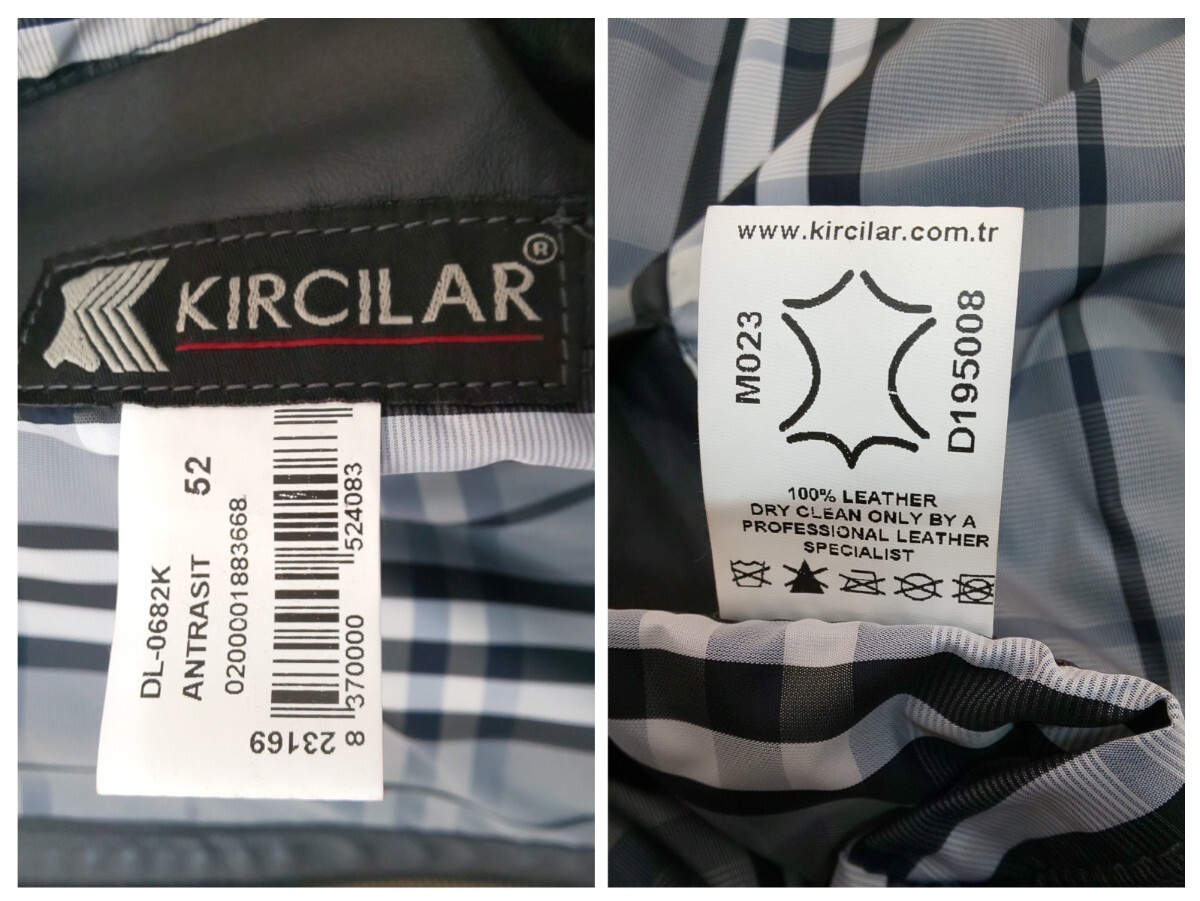 KIRCILAR ®
DL-0682K
ANTRASIT 52
0200001883668
8 370000 524083
23169
www.kircilar.com.tr
M023
D195008
100% LEATHER
DRY CLEAN ONLY BY A
PROFESSIONAL LEATHER
SPECIALIST